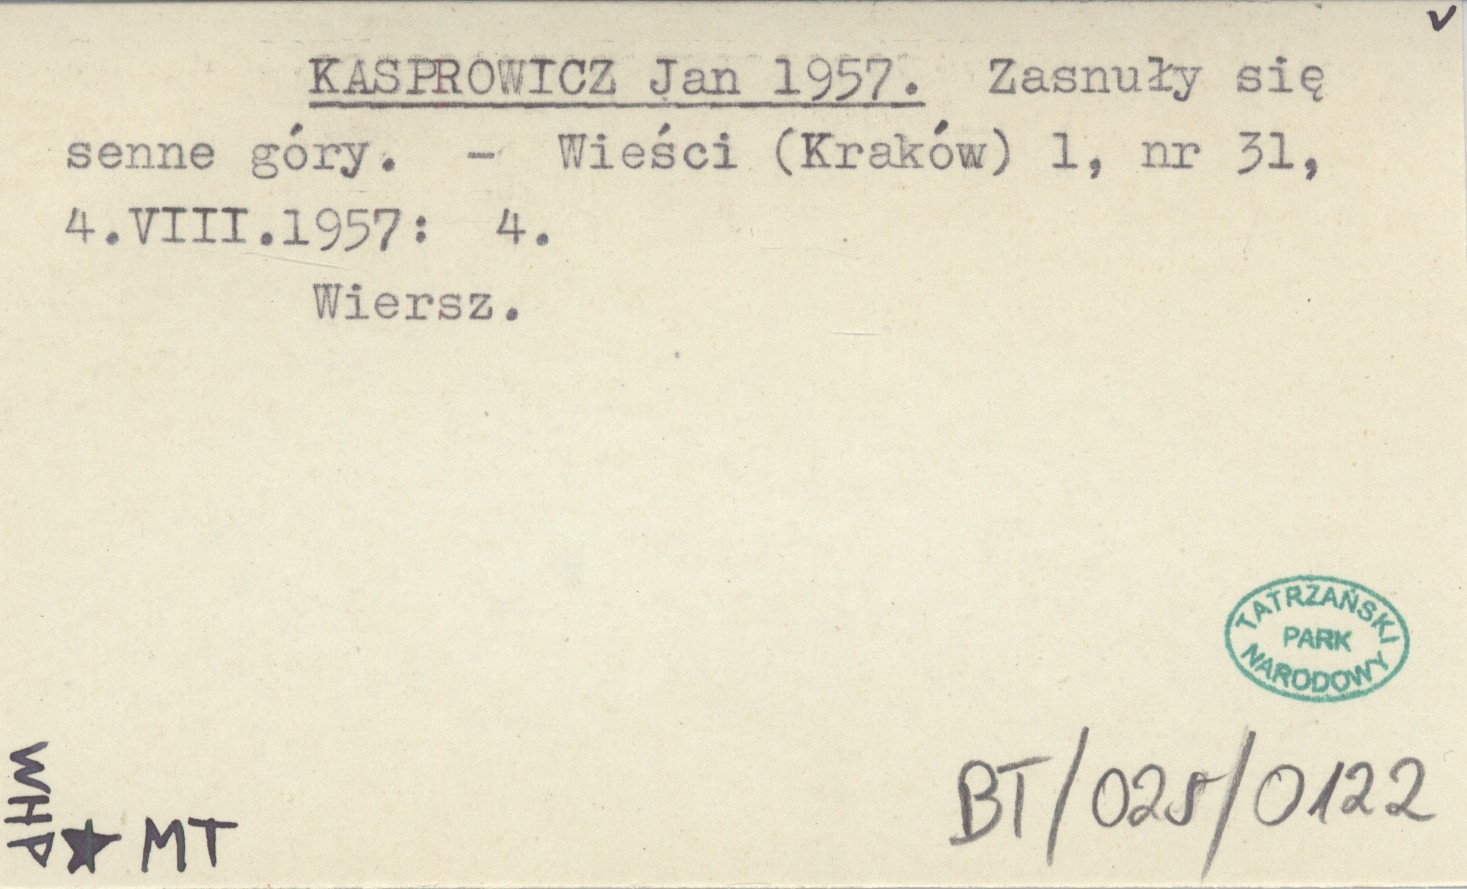 v
KASPROWICZ Jan 1957. Zasnuły się
senne góry. - Wieści (Kraków) 1, nr 31,
4.VIII.1957: 4.
Wiersz.
TATRZAŃSKI
PARK
NARODOWY
BT/025/0122
WHP
★ MT